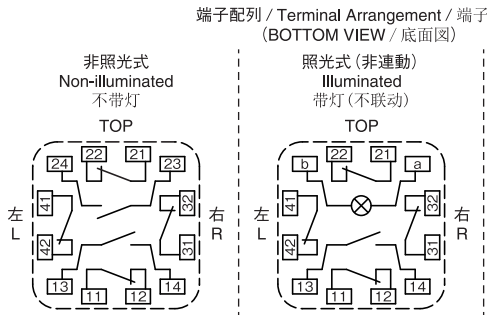 端子配列 / Terminal Arrangement / 端子
（BOTTOM VIEW / 底面図）
非照光式
Non-illuminated
不带灯
TOP
24 22 21 23
41 32
左 右
L R
42 31
13 14
11 12
照光式（非連動）
Illuminated
带灯（不联动）
TOP
b 22 21 a
41 32
左 右
L R
42 31
13 14
11 12